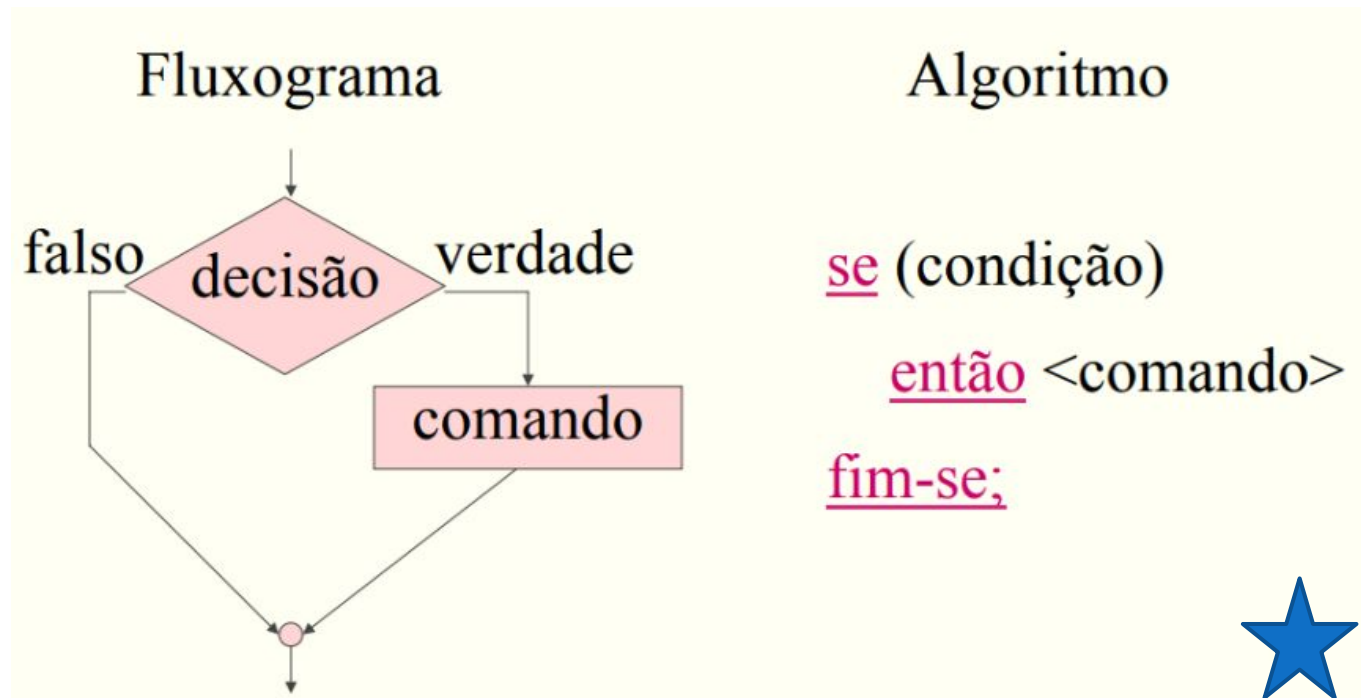 Fluxograma
falso
decisão
verdade
comando
Algoritmo
se (condição)
então <comando>
fim-se;